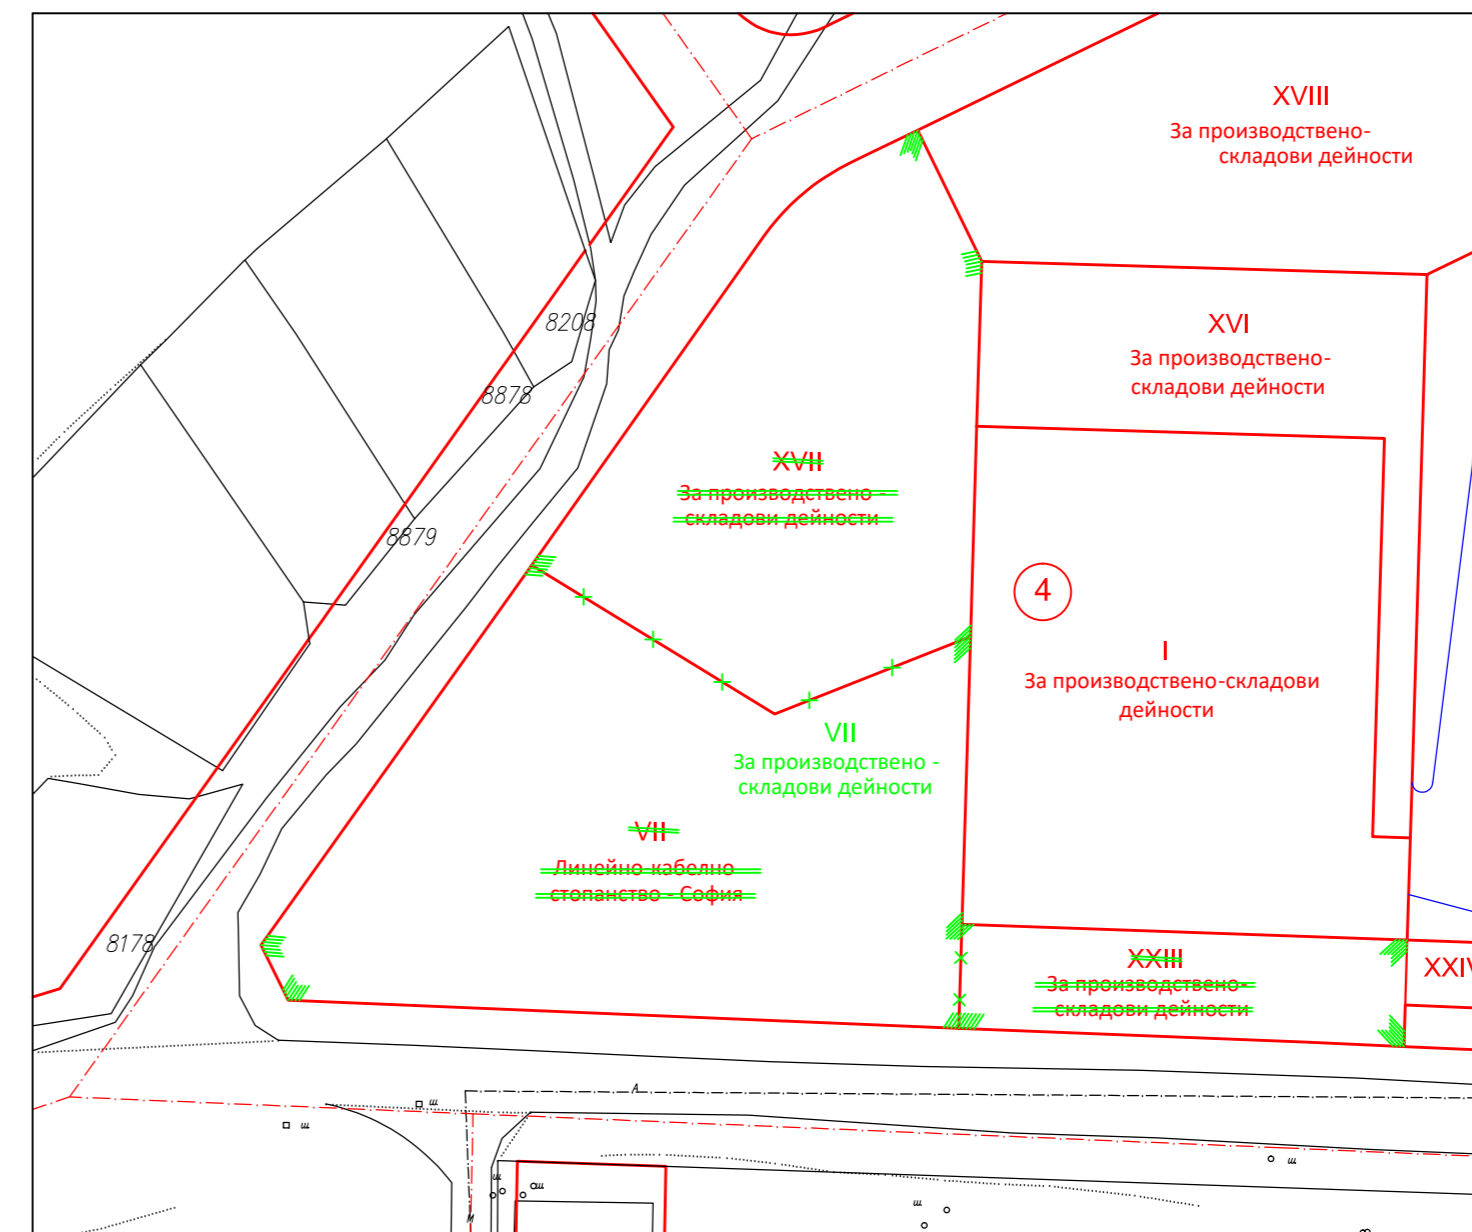 XVIII
За производствено-
складови дейности
8208
XVI
За производствено-
складови дейности
8878
XVII
За производствено -
складови дейности
8879
4
I
За производствено-складови
дейности
VII
За производствено -
складови дейности
VII
Линейно-кабелно
стопанство - София
8178
XXIII
За производствено-
складови дейности
XXIV
А
ш
ш
ш
ш
ш
ш
М